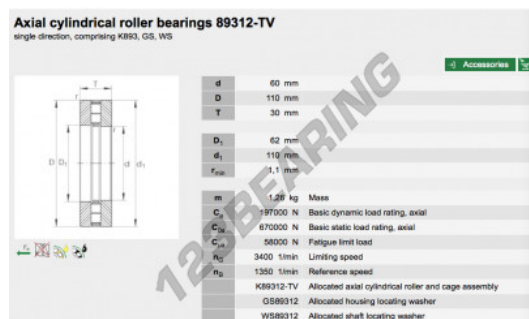 Axial cylindrical roller bearings 89312-TV
single direction, comprising K893, GS, WS
Accessories
d 60 mm
D 110 mm
T 30 mm
D1 62 mm
d1 110 mm
rmin 1,1 mm
m 1,28 kg Mass
Ca 197000 N Basic dynamic load rating, axial
C0a 670000 N Basic static load rating, axial
Cua 58000 N Fatigue limit load
nG 3400 1/min Limiting speed
nB 1350 1/min Reference speed
K89312-TV Allocated axial cylindrical roller and cage assembly
GS89312 Allocated housing locating washer
WS89312 Allocated shaft locating washer
T
r
r
D D1 d d1
Fa
123BEARING